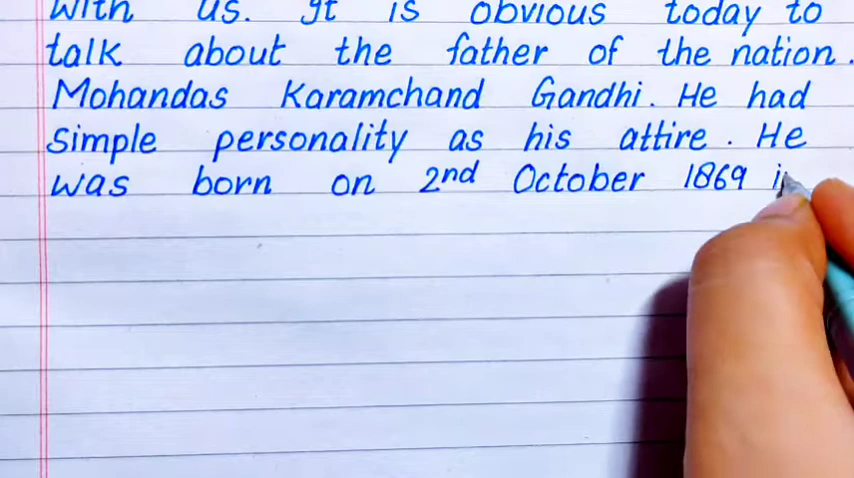 with us. It is obvious today to
talk about the father of the nation.
Mohandas Karamchand Gandhi. He had
simple personality as his attire. He
was born on 2nd October 1869 i